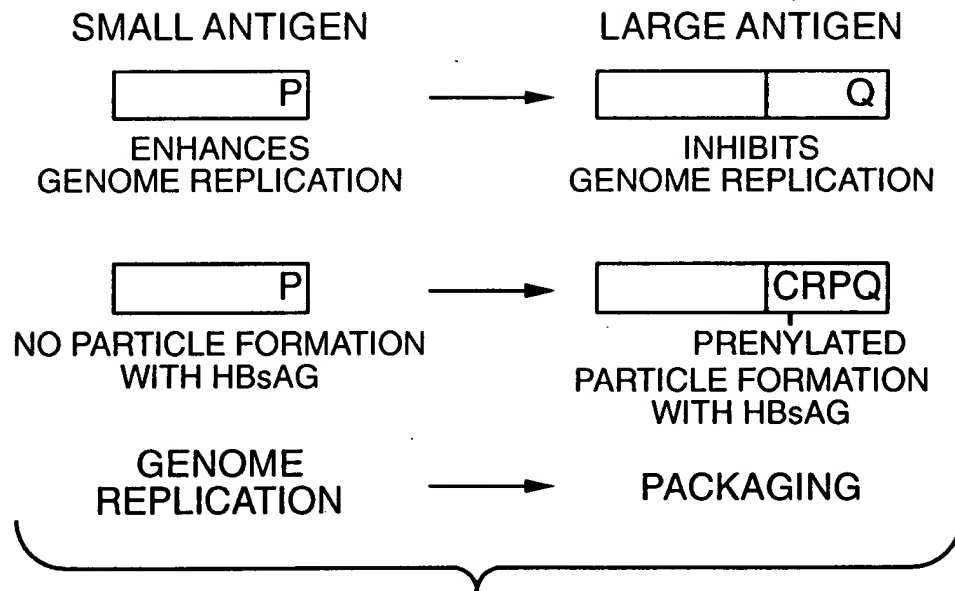 SMALL ANTIGEN
LARGE ANTIGEN
P
Q
ENHANCES
GENOME REPLICATION
INHIBITS
GENOME REPLICATION
P
CRPQ
NO PARTICLE FORMATION
WITH HBsAG
PRENYLATED
PARTICLE FORMATION
WITH HBsAG
GENOME
REPLICATION
PACKAGING